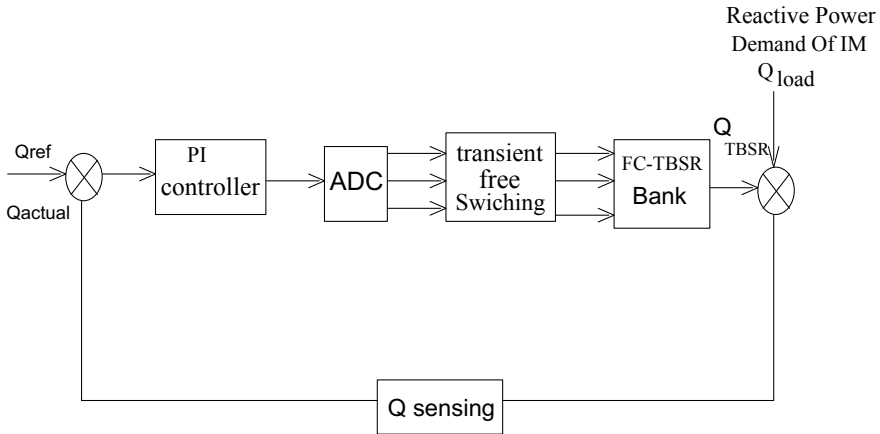 Reactive Power
Demand Of IM
Q load
Qref
Qactual
PI
controller
ADC
transient
free
Swiching
FC-TBSR
Bank
Q TBSR
Q sensing